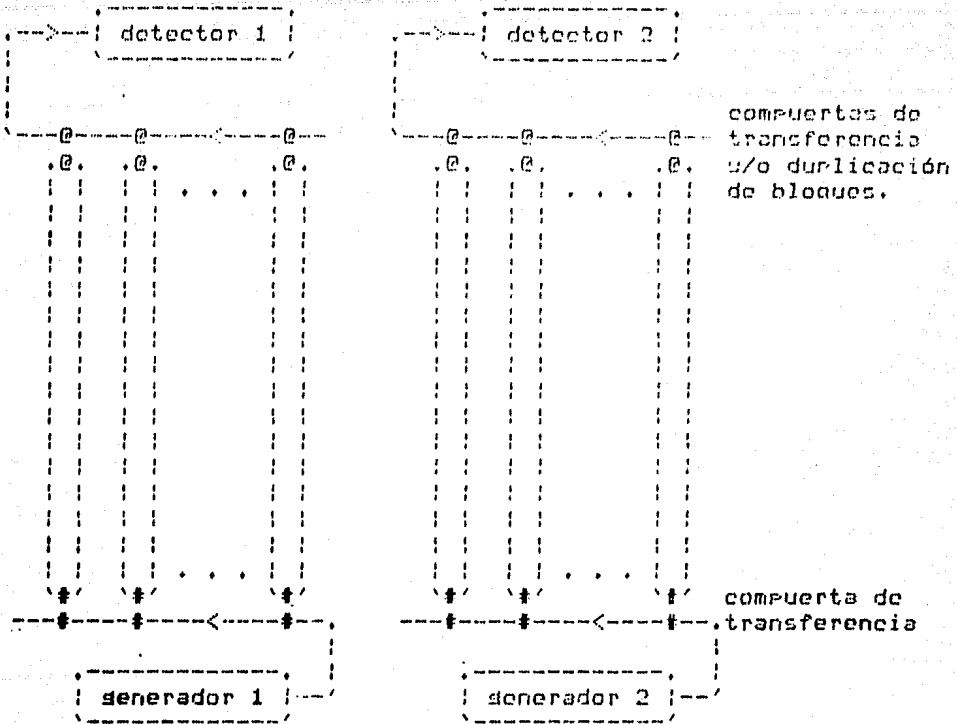 detector 1
detector 2
compuertas de
transferencia
y/o duplicación
de bloques.
compuerta de
transferencia
generador 1
generador 2